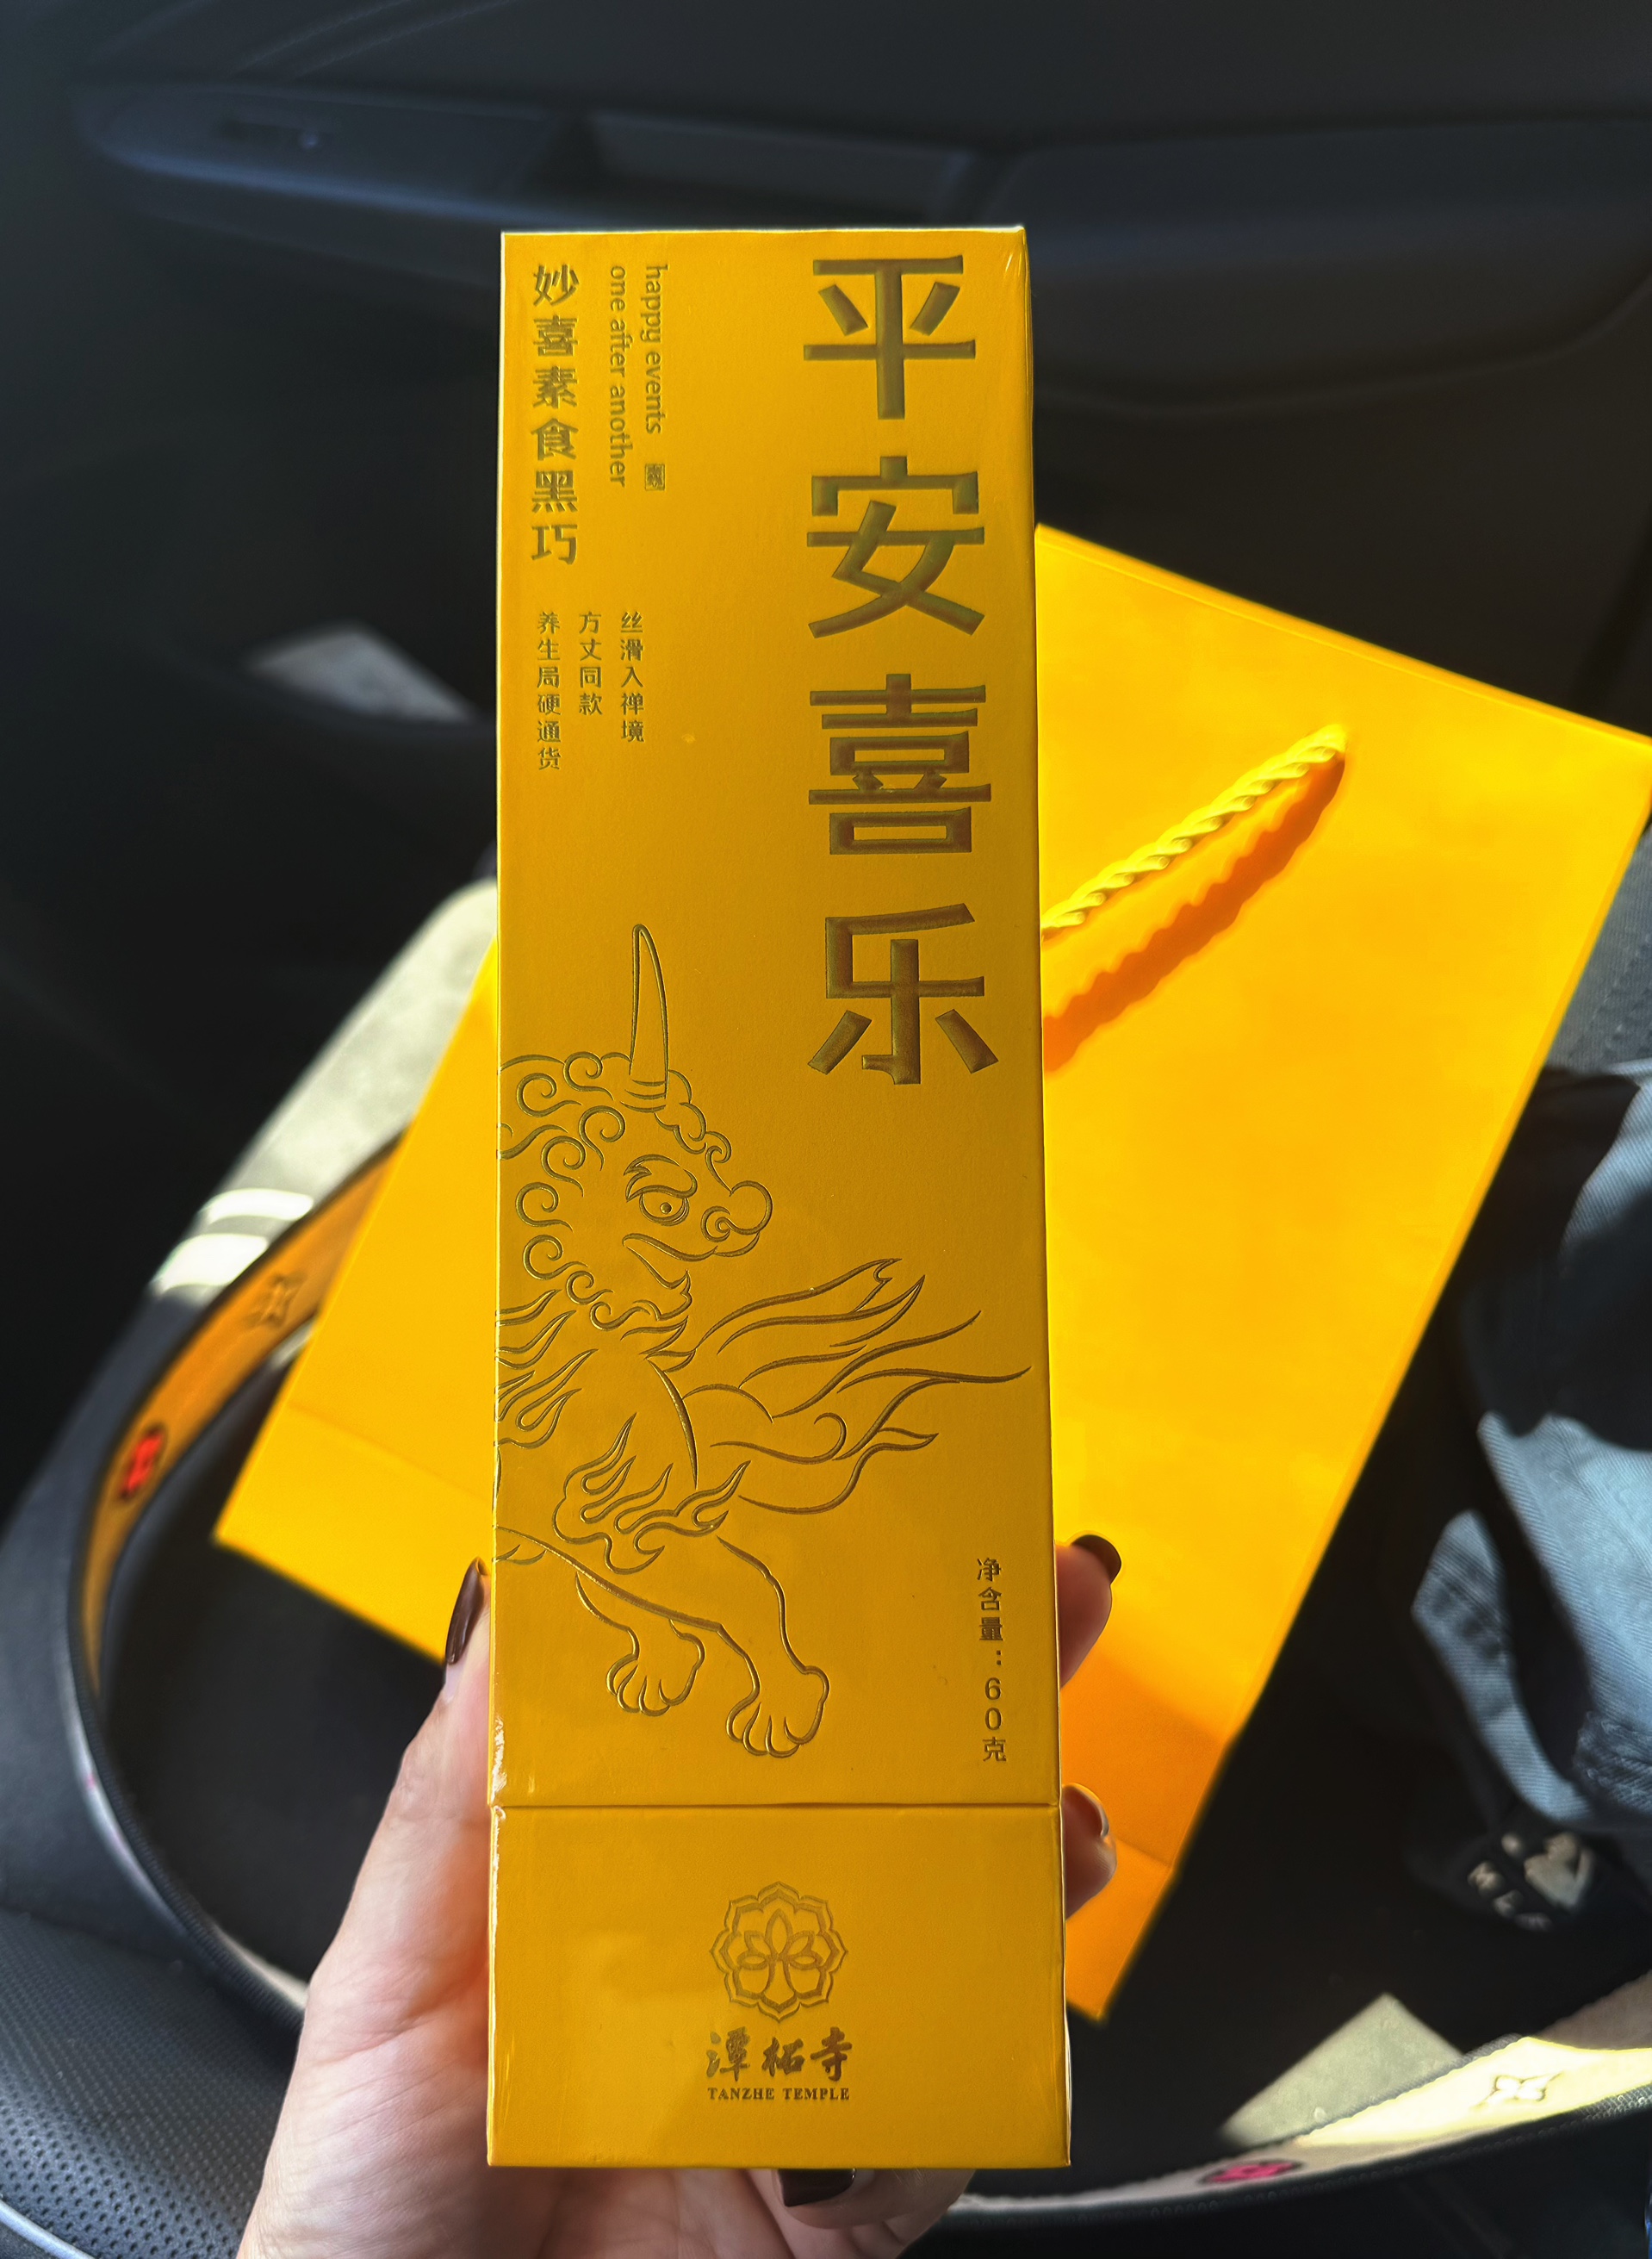 平安喜乐
happy events
one after another
妙喜素食黑巧
丝滑入禅境
方丈同款
养生局硬通货
净含量：60克
潭柘寺
TANZHE TEMPLE